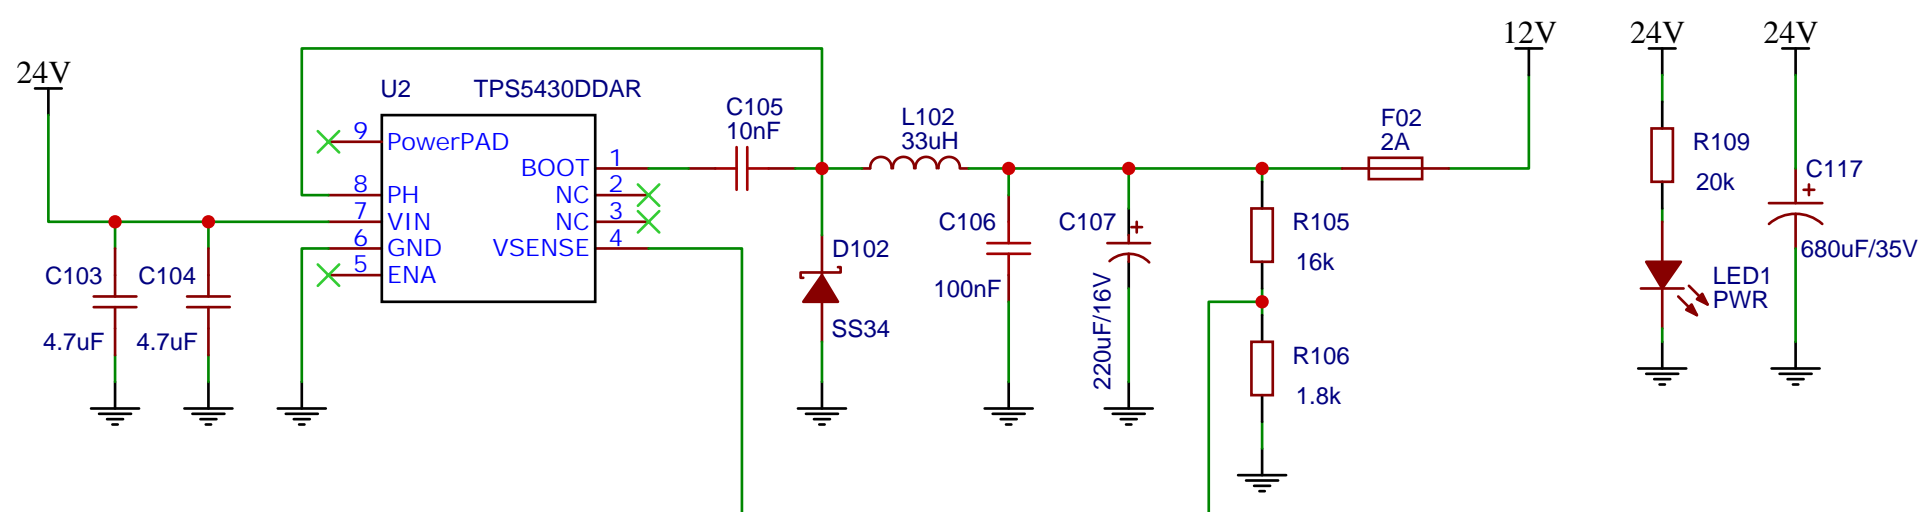 24V
U2
TPS5430DDAR
9
PowerPAD
8
PH
7
VIN
6
GND
5
ENA
BOOT
1
NC
2
NC
3
VSENSE
4
C103
4.7uF
C104
4.7uF
C105
10nF
D102
SS34
L102
33uH
C106
100nF
C107
220uF/16V
R105
16k
R106
1.8k
F02
2A
12V
24V
R109
20k
LED1
PWR
24V
C117
680uF/35V